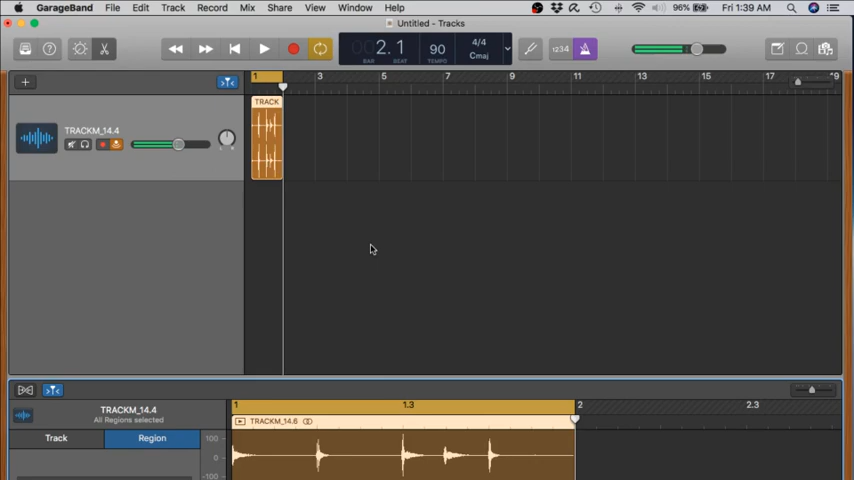 GarageBand File Edit Track Record Mix Share View Window Help 96% Fri 1:39 AM
Untitled - Tracks
002.1 90 4/4 Cmaj
BAR BEAT TEMPO
1234
1 3 5 7 9 11 13 15 17 19
TRACK
TRACKM_14.4
L R
1 1.3 2 2.3
TRACKM_14.4
All Regions selected
TRACKM_14.6
Track Region
100
0
-100